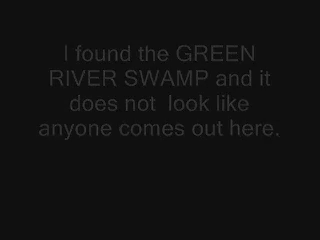 I found the GREEN
RIVER SWAMP and it
does not  look like
anyone comes out here.